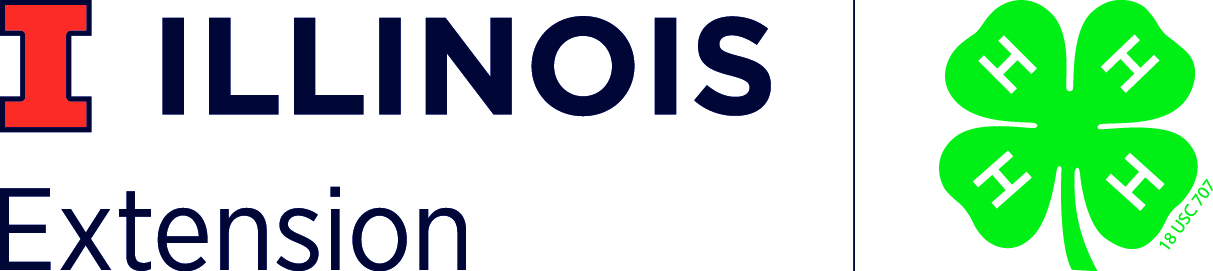 I ILLINOIS
Extension
H H
H H
18 USC 707